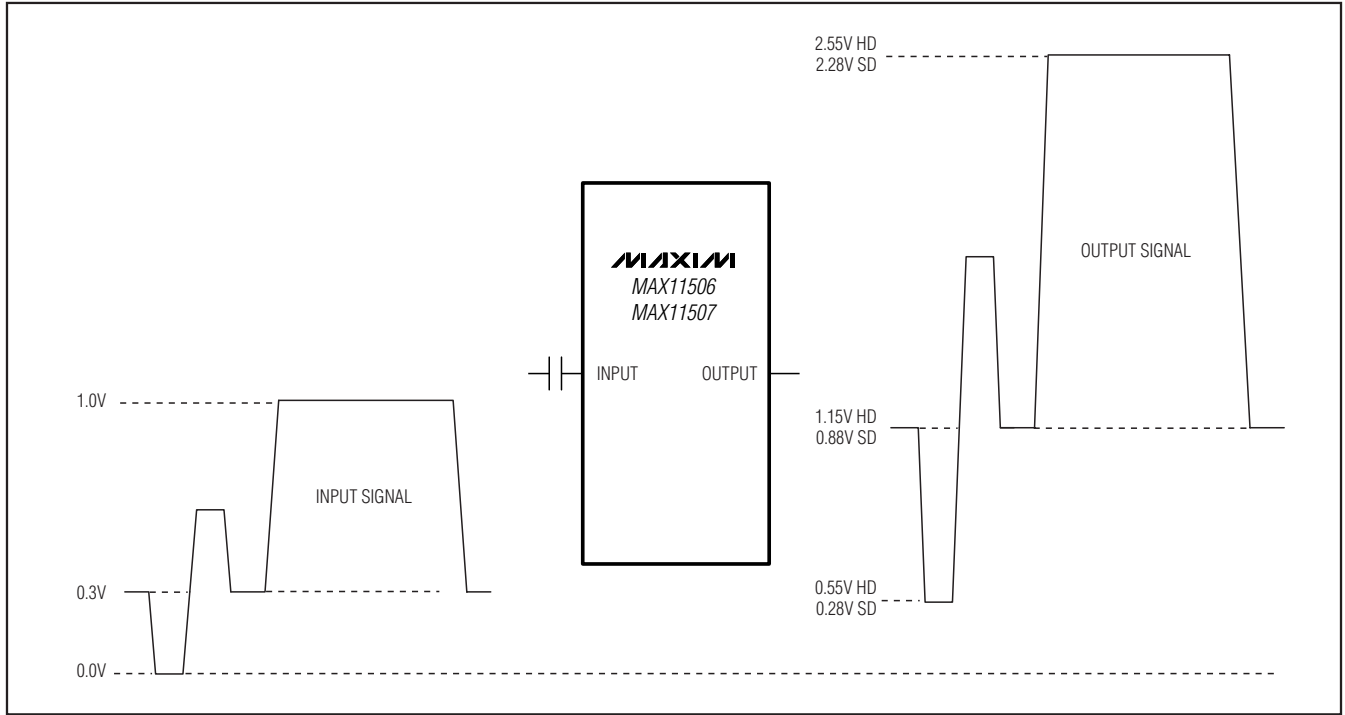 2.55V HD
2.28V SD
MAXIM
MAX11506
MAX11507
OUTPUT SIGNAL
INPUT
OUTPUT
1.0V
1.15V HD
0.88V SD
INPUT SIGNAL
0.3V
0.55V HD
0.28V SD
0.0V